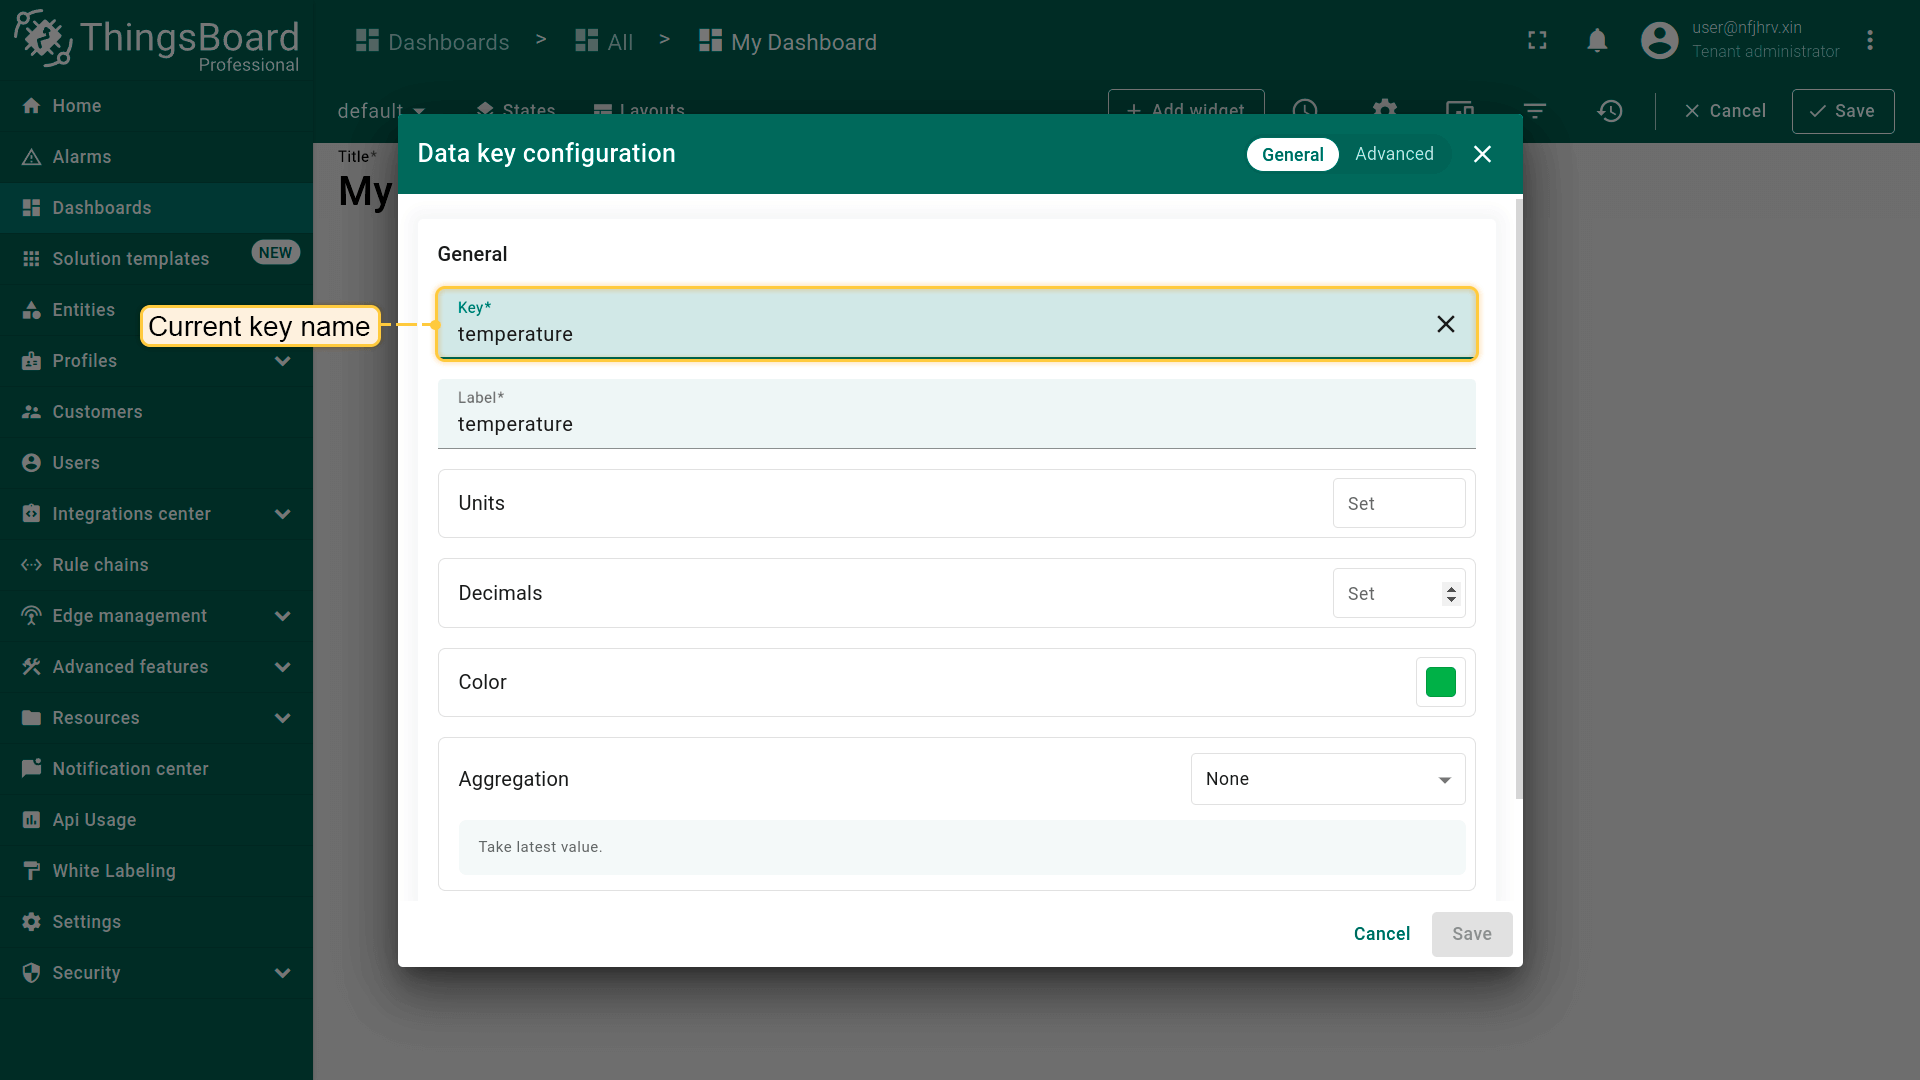 ThingsBoard
Professional
Dashboards > All > My Dashboard
user@nfjhrv.xin
Tenant administrator
Home
Alarms
Dashboards
Solution templates NEW
Entities
Profiles
Customers
Users
Integrations center
Rule chains
Edge management
Advanced features
Resources
Notification center
Api Usage
White Labeling
Settings
Security
default States Layouts + Add widget Cancel Save
Title*
My
Current key name
Data key configuration General Advanced
General
Key*
temperature
Label*
temperature
Units Set
Decimals Set
Color
Aggregation None
Take latest value.
Cancel Save